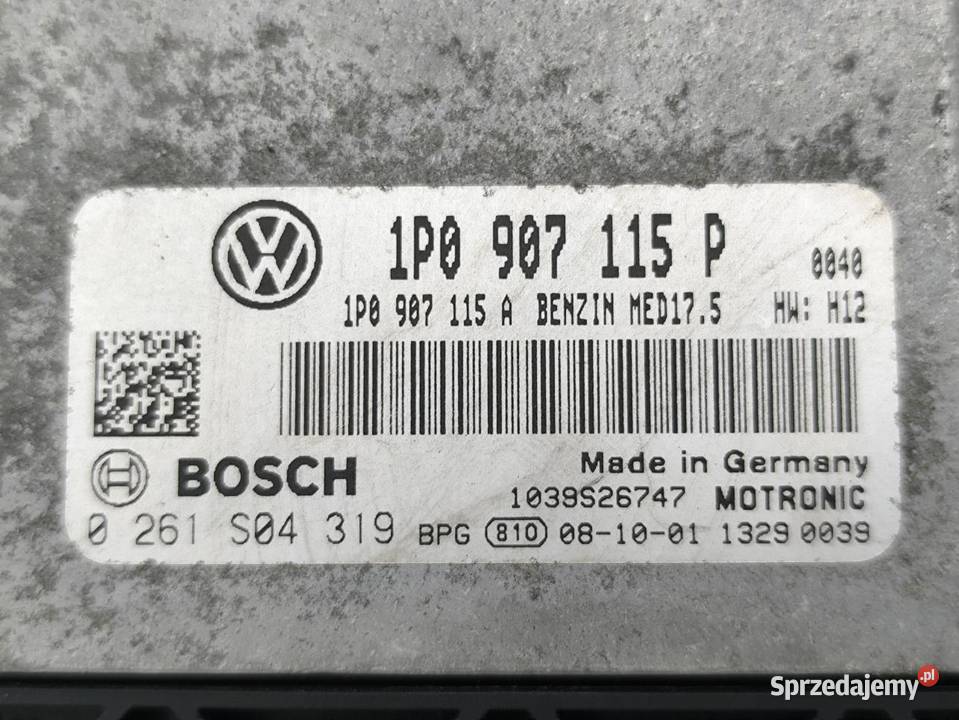 1P0 907 115 P 0040
1P0 907 115 A BENZIN MED17.5 HW: H12
BOSCH
Made in Germany
1039S26747 MOTRONIC
0 261 S04 319 BPG 810 08-10-01 1329 0039
Sprzedajemy.pl